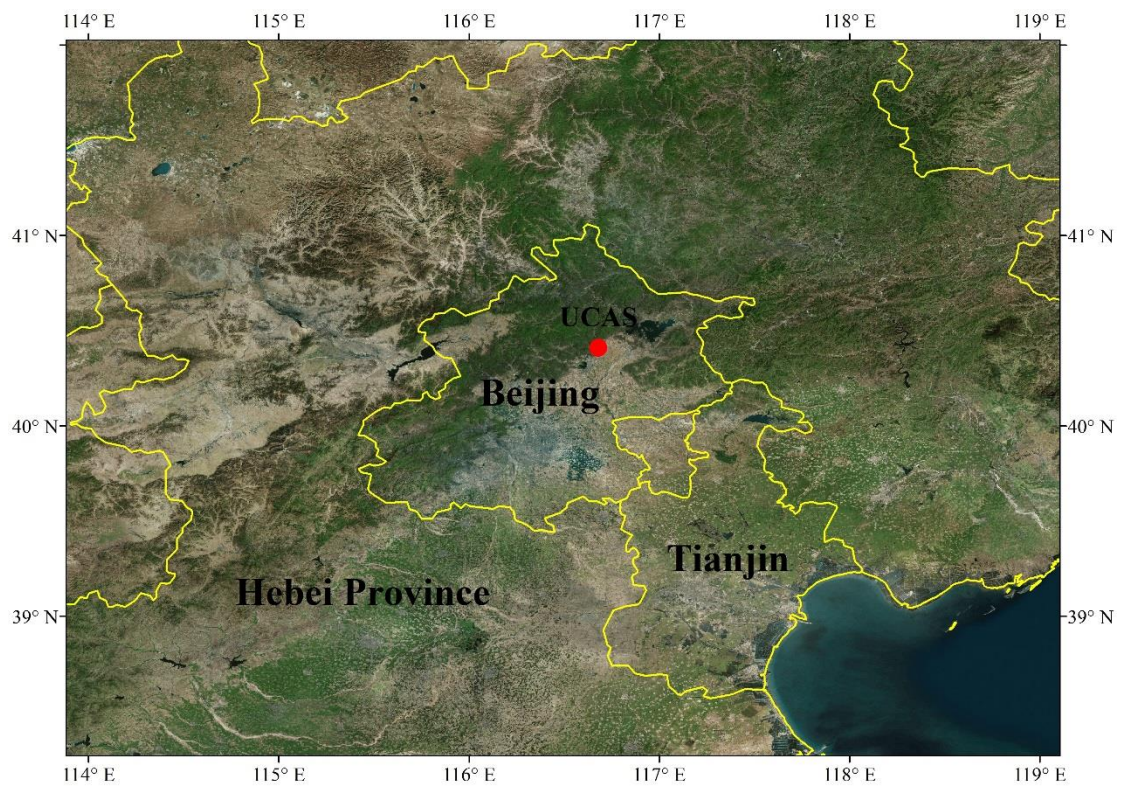 114° E 115° E 116° E 117° E 118° E 119° E
41° N 41° N
UCAS
Beijing
40° N 40° N
Tianjin
Hebei Province
39° N 39° N
114° E 115° E 116° E 117° E 118° E 119° E